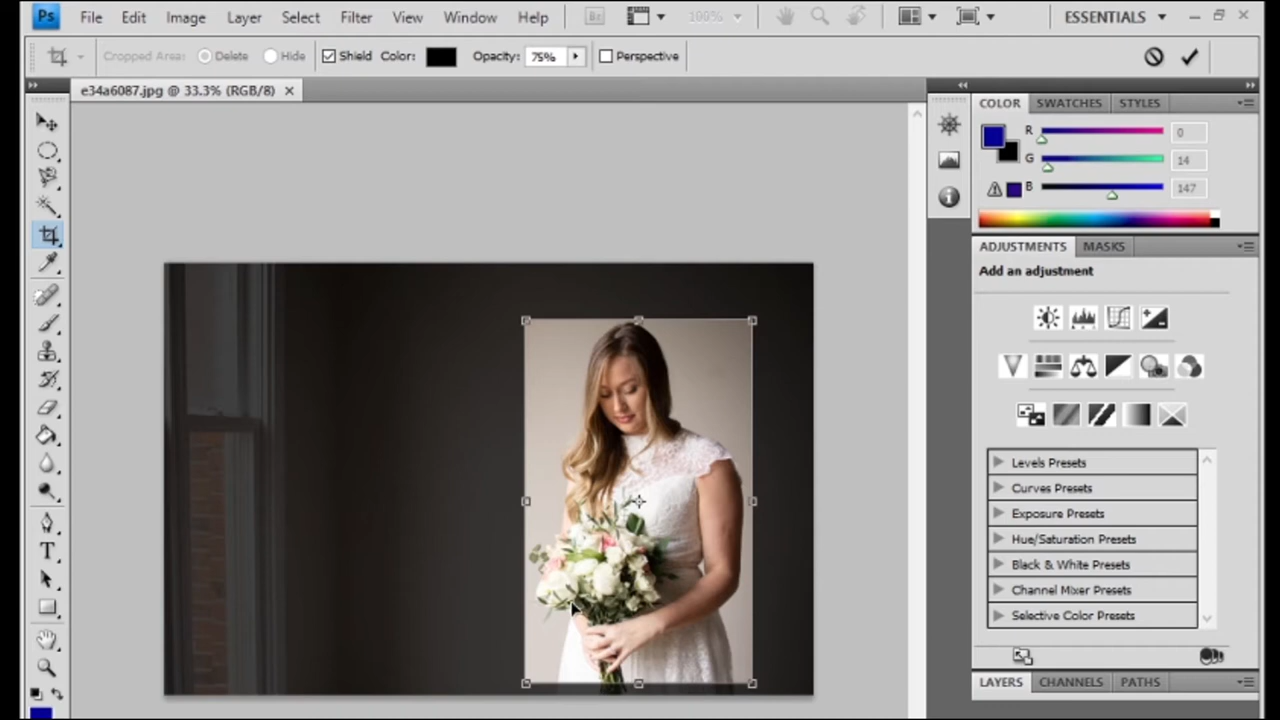 Ps File Edit Image Layer Select Filter View Window Help Br 100% ESSENTIALS
Cropped Area: Delete Hide Shield Color: Opacity: 75% Perspective
e34a6087.jpg @ 33.3% (RGB/8)
COLOR SWATCHES STYLES
R 0
G 14
B 147
ADJUSTMENTS MASKS
Add an adjustment
Levels Presets
Curves Presets
Exposure Presets
Hue/Saturation Presets
Black & White Presets
Channel Mixer Presets
Selective Color Presets
T
LAYERS CHANNELS PATHS